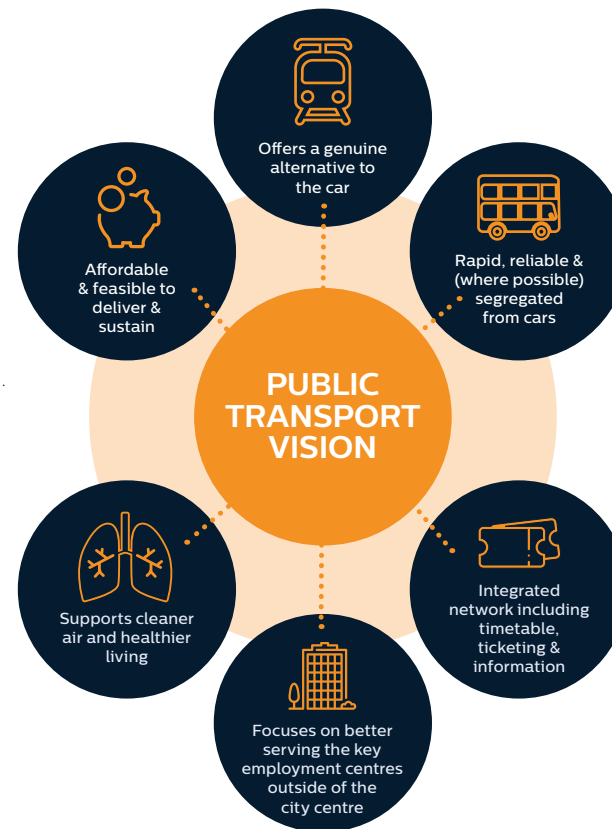 Offers a genuine
alternative to
the car
Rapid, reliable &
(where possible)
segregated
from cars
Affordable
& feasible to
deliver &
sustain
PUBLIC
TRANSPORT
VISION
Supports cleaner
air and healthier
living
Integrated
network including
timetable,
ticketing &
information
Focuses on better
serving the key
employment centres
outside of the
city centre